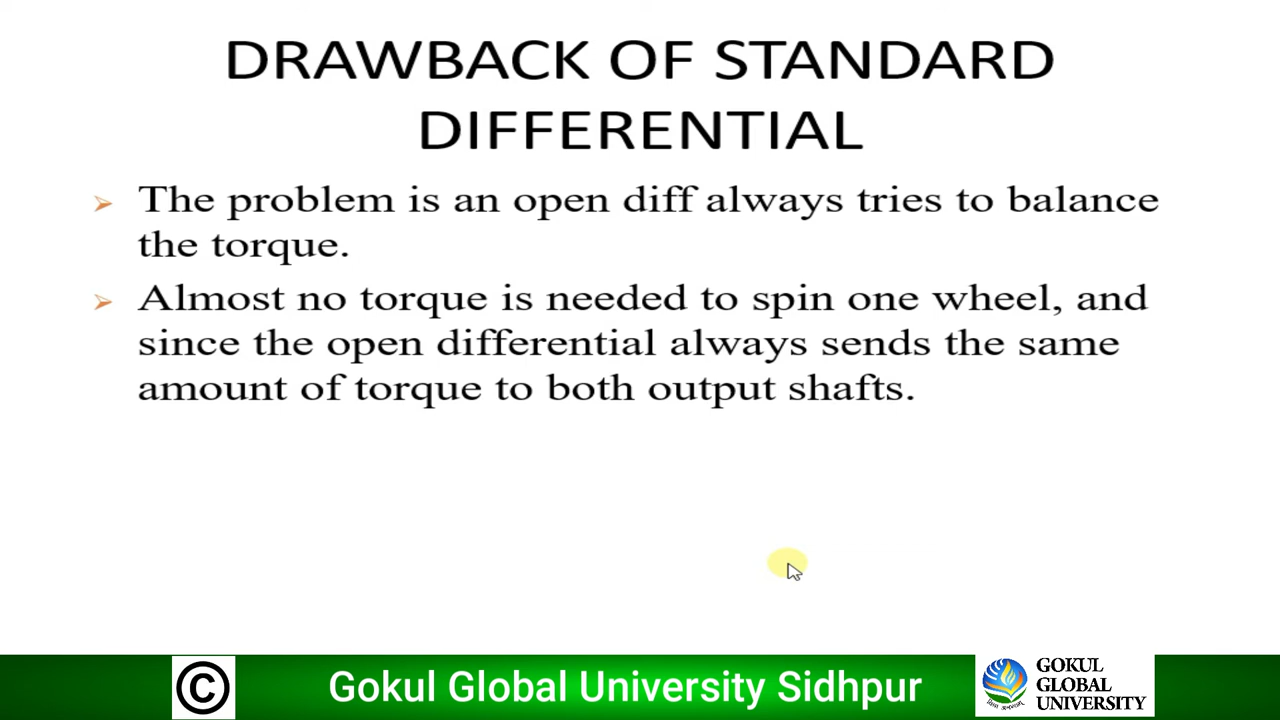 DRAWBACK OF STANDARD
DIFFERENTIAL
➢ The problem is an open diff always tries to balance
the torque.
➢ Almost no torque is needed to spin one wheel, and
since the open differential always sends the same
amount of torque to both output shafts.
©
Gokul Global University Sidhpur
GOKUL
GLOBAL
UNIVERSITY